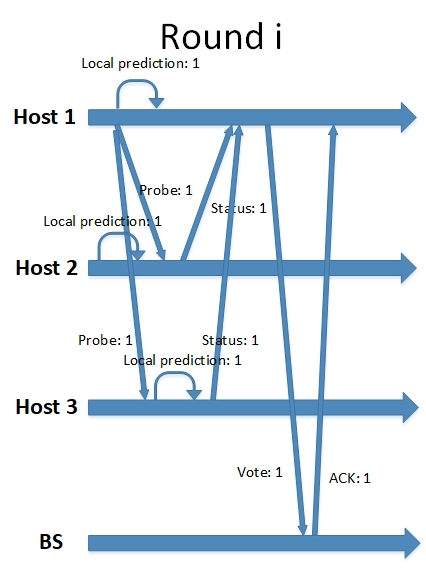 Round i
Local prediction: 1
Host 1
Probe: 1
Status: 1
Local prediction: 1
Host 2
Probe: 1
Status: 1
Local prediction: 1
Host 3
Vote: 1
ACK: 1
BS